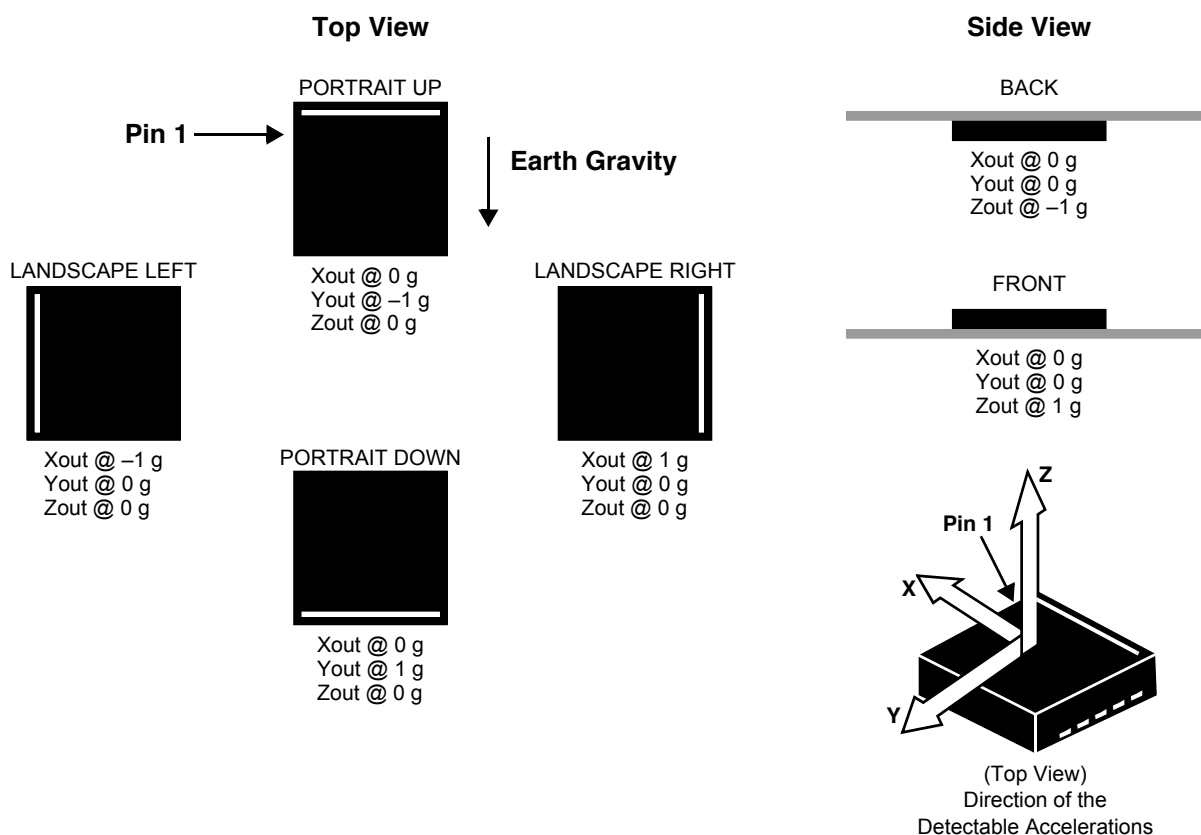 Top View
PORTRAIT UP
Pin 1
Earth Gravity
Xout @ 0 g
Yout @ –1 g
Zout @ 0 g
LANDSCAPE LEFT
Xout @ –1 g
Yout @ 0 g
Zout @ 0 g
LANDSCAPE RIGHT
Xout @ 1 g
Yout @ 0 g
Zout @ 0 g
PORTRAIT DOWN
Xout @ 0 g
Yout @ 1 g
Zout @ 0 g
Side View
BACK
Xout @ 0 g
Yout @ 0 g
Zout @ –1 g
FRONT
Xout @ 0 g
Yout @ 0 g
Zout @ 1 g
Z
Pin 1
X
Y
(Top View)
Direction of the
Detectable Accelerations